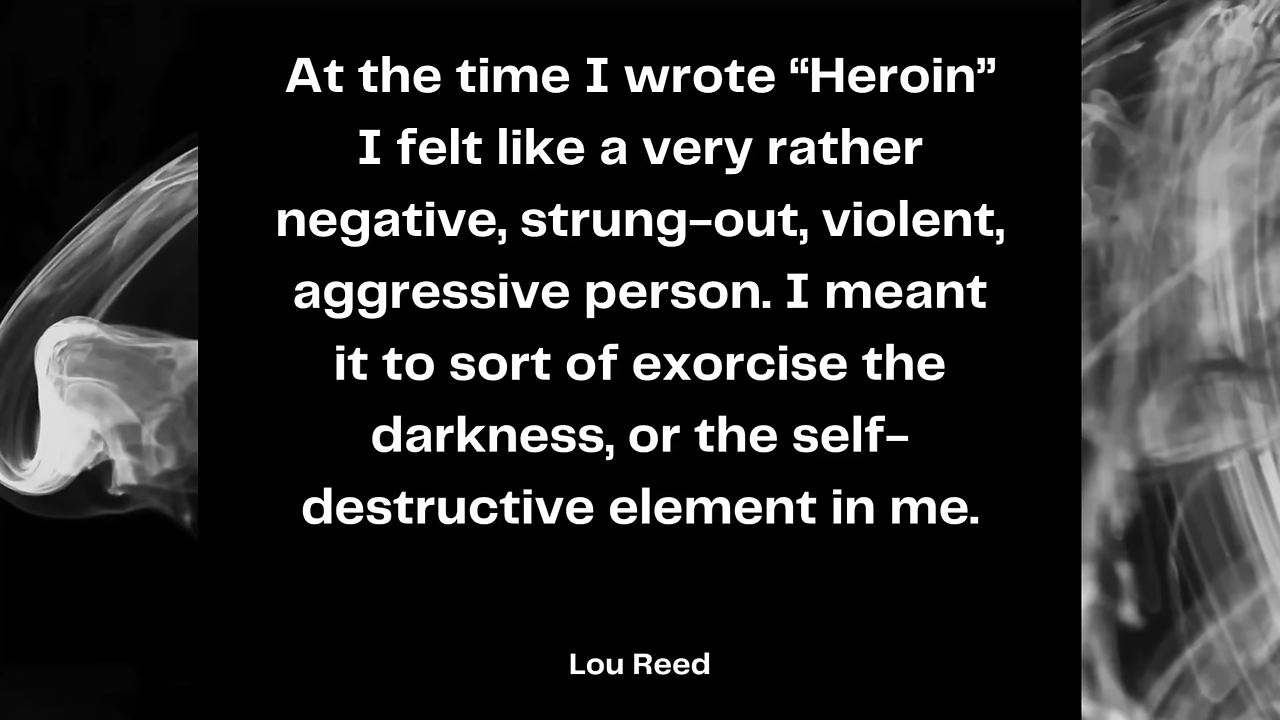 At the time I wrote “Heroin”
I felt like a very rather
negative, strung-out, violent,
aggressive person. I meant
it to sort of exorcise the
darkness, or the self-
destructive element in me.
Lou Reed